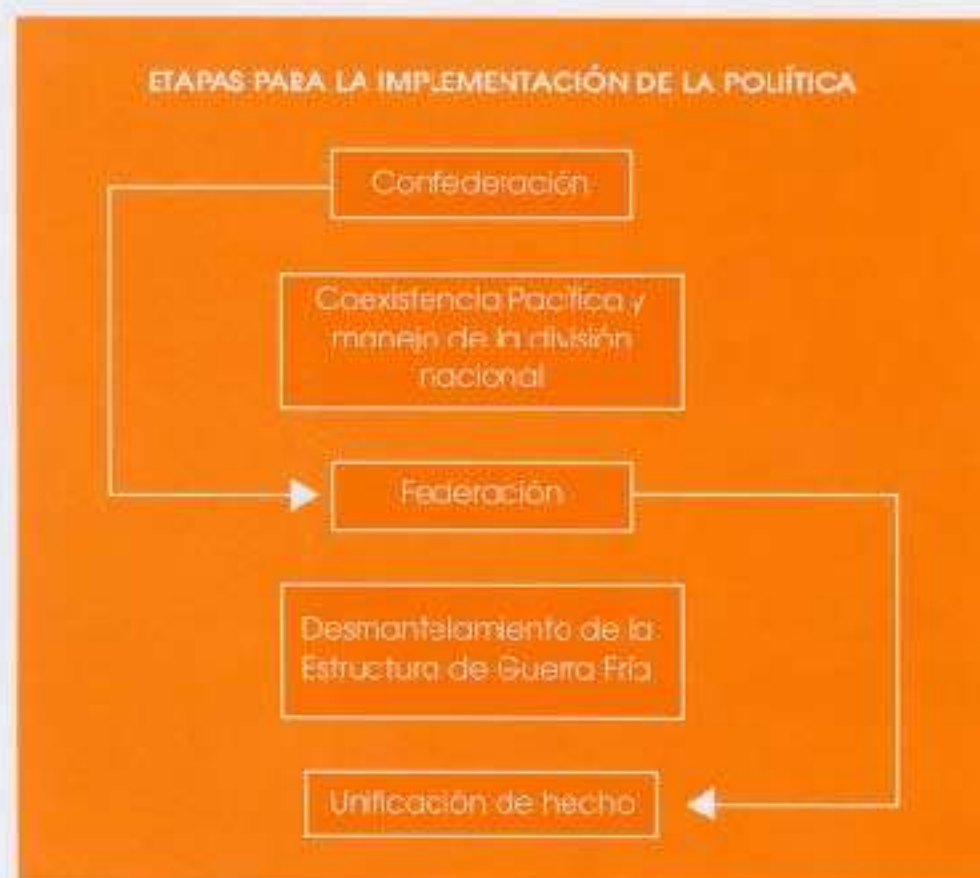 ETAPAS PARA LA IMPLEMENTACIÓN DE LA POLIÍTICA
Confederación
Coexistencia Pacífica y
manejo de la división
nacional
Federación
Desmantelamiento de la
Estructura de Guerra Fría
Unificación de hecho